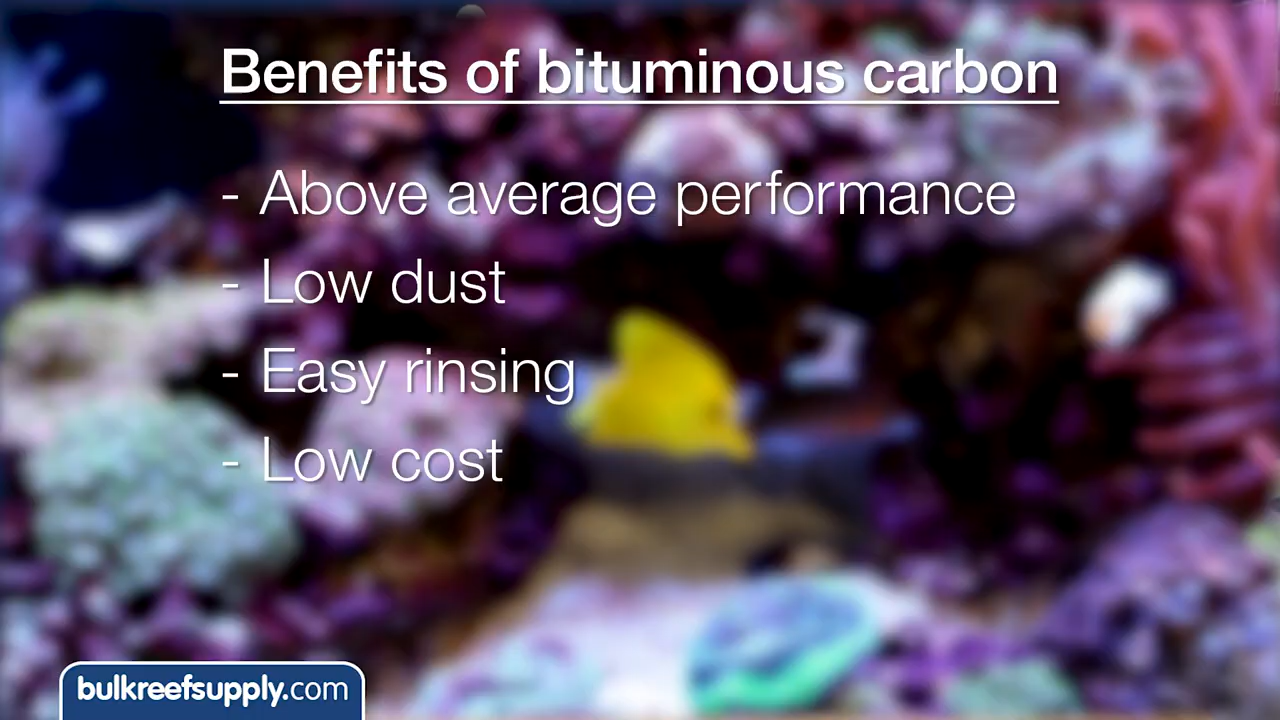 Benefits of bituminous carbon
- Above average performance
- Low dust
- Easy rinsing
- Low cost
bulkreefsupply.com